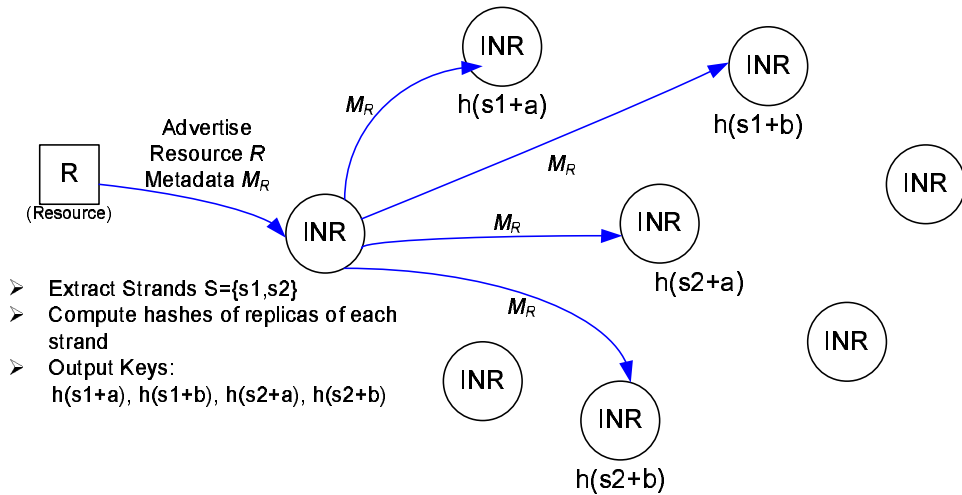 INR
h(s1+a)
INR
h(s1+b)
M_R
Advertise
Resource R
Metadata M_R
R
(Resource)
M_R
INR
INR
M_R
INR
h(s2+a)
➢ Extract Strands S={s1,s2}
➢ Compute hashes of replicas of each
strand
➢ Output Keys:
h(s1+a), h(s1+b), h(s2+a), h(s2+b)
M_R
INR
INR
INR
h(s2+b)